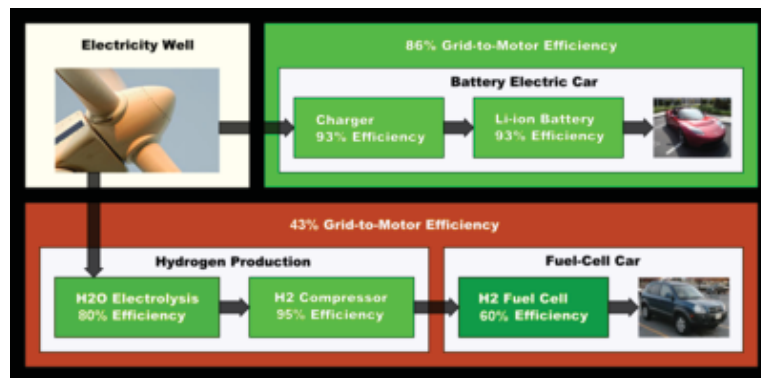 Electricity Well
86% Grid-to-Motor Efficiency
Battery Electric Car
Charger
93% Efficiency
Li-ion Battery
93% Efficiency
43% Grid-to-Motor Efficiency
Hydrogen Production
Fuel-Cell Car
H2O Electrolysis
80% Efficiency
H2 Compressor
95% Efficiency
H2 Fuel Cell
60% Efficiency